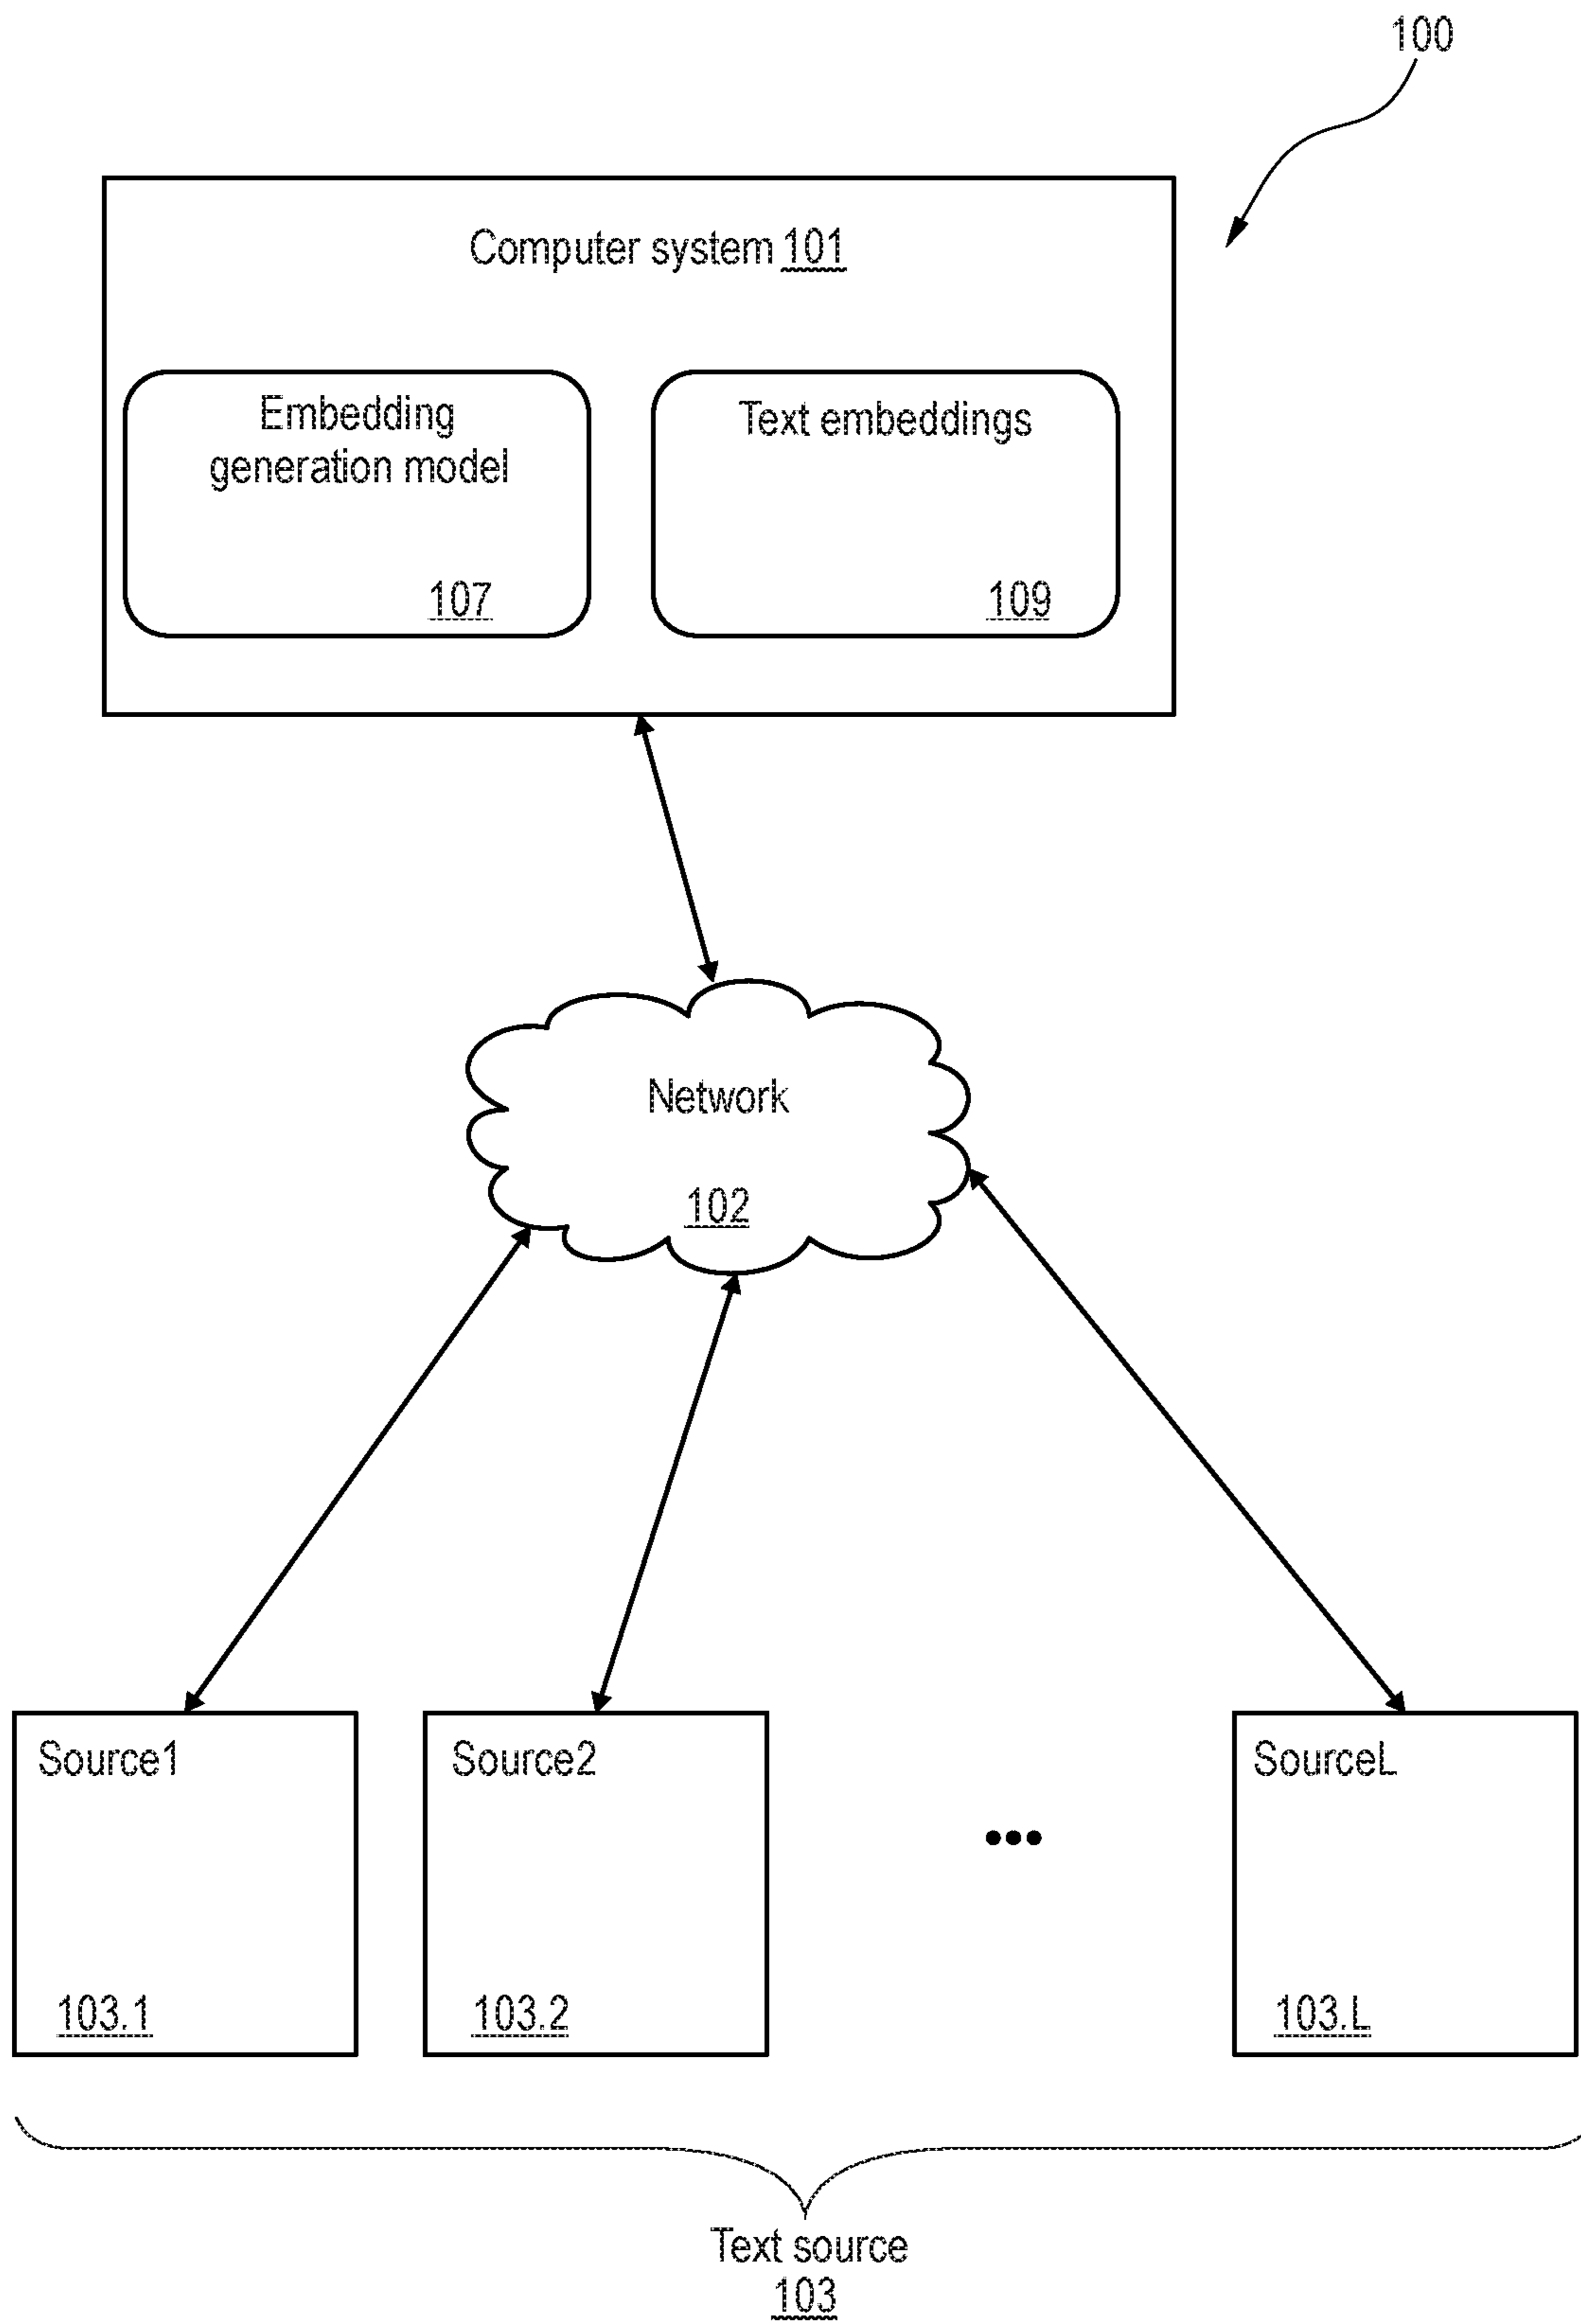 100
Computer system 101
Embedding
generation model
107
Text embeddings
109
Network
102
Source1
103.1
Source2
103.2
SourceL
103.L
Text source
103